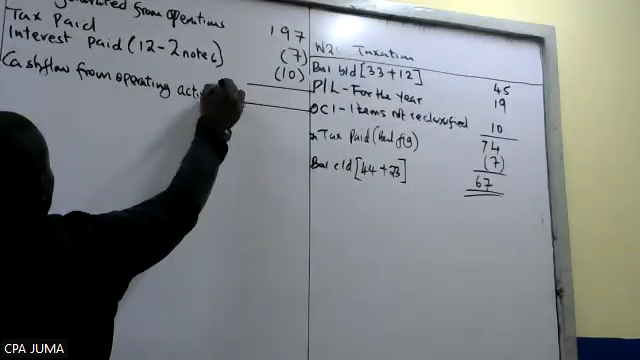 generated from operations 197
Tax Paid (7)
Interest Paid (12-2 note 6) (10)
Cashflow from operating acti
W2: Taxation
Bal b/d [33+12] 45
P/L - For the year 19
OCI - Items not reclassified 10
74
Tax Paid (bal fig) (7)
Bal c/d [44+23] 67
CPA JUMA